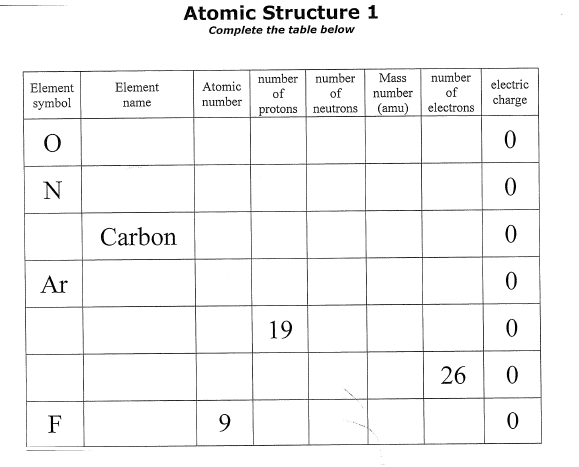 Atomic Structure 1
Complete the table below
Element symbol Element name Atomic number number of protons number of neutrons Mass number (amu) number of electrons electric charge
O 0
N 0
Carbon 0
Ar 0
19 0
26 0
F 9 0